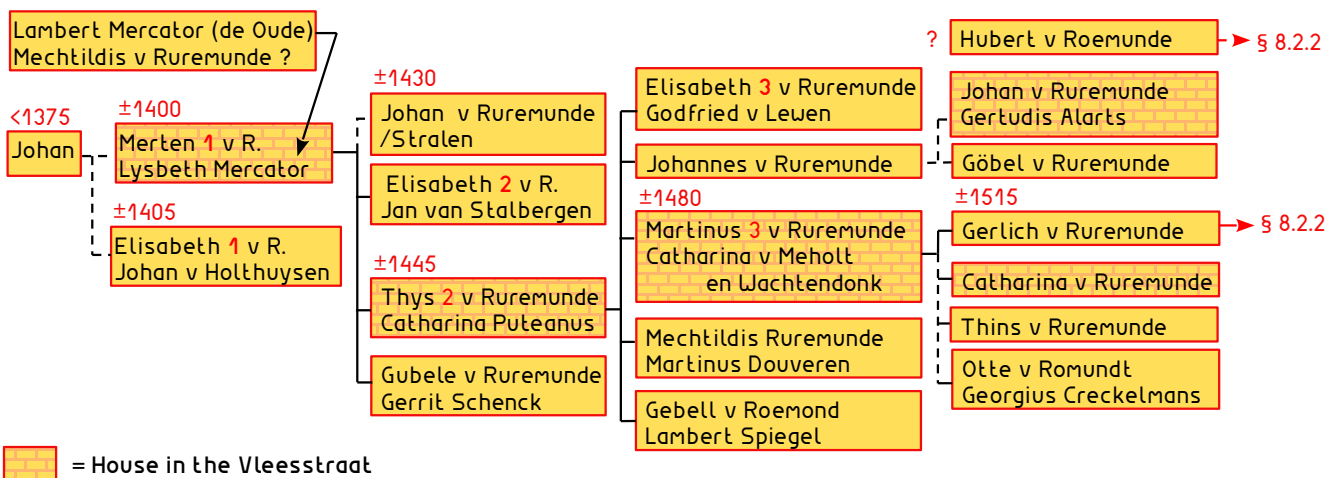 Lambert Mercator (de Oude)
Mechtildis v Ruremunde ?
<1375
Johan
±1400
Merten 1 v R.
Lysbeth Mercator
±1405
Elisabeth 1 v R.
Johan v Holthuysen
±1430
Johan v Ruremunde
/Stralen
Elisabeth 2 v R.
Jan van Stalbergen
±1445
Thys 2 v Ruremunde
Catharina Puteanus
Gubele v Ruremunde
Gerrit Schenck
Elisabeth 3 v Ruremunde
Godfried v Lewen
Johannes v Ruremunde
±1480
Martinus 3 v Ruremunde
Catharina v Meholt
en Wachtendonk
Mechtildis Ruremunde
Martinus Douveren
Gebell v Roemond
Lambert Spiegel
? Hubert v Roemunde § 8.2.2
Johan v Ruremunde
Gertudis Alarts
Göbel v Ruremunde
±1515
Gerlich v Ruremunde § 8.2.2
Catharina v Ruremunde
Thins v Ruremunde
Otte v Romundt
Georgius Creckelmans
= House in the Vleesstraat